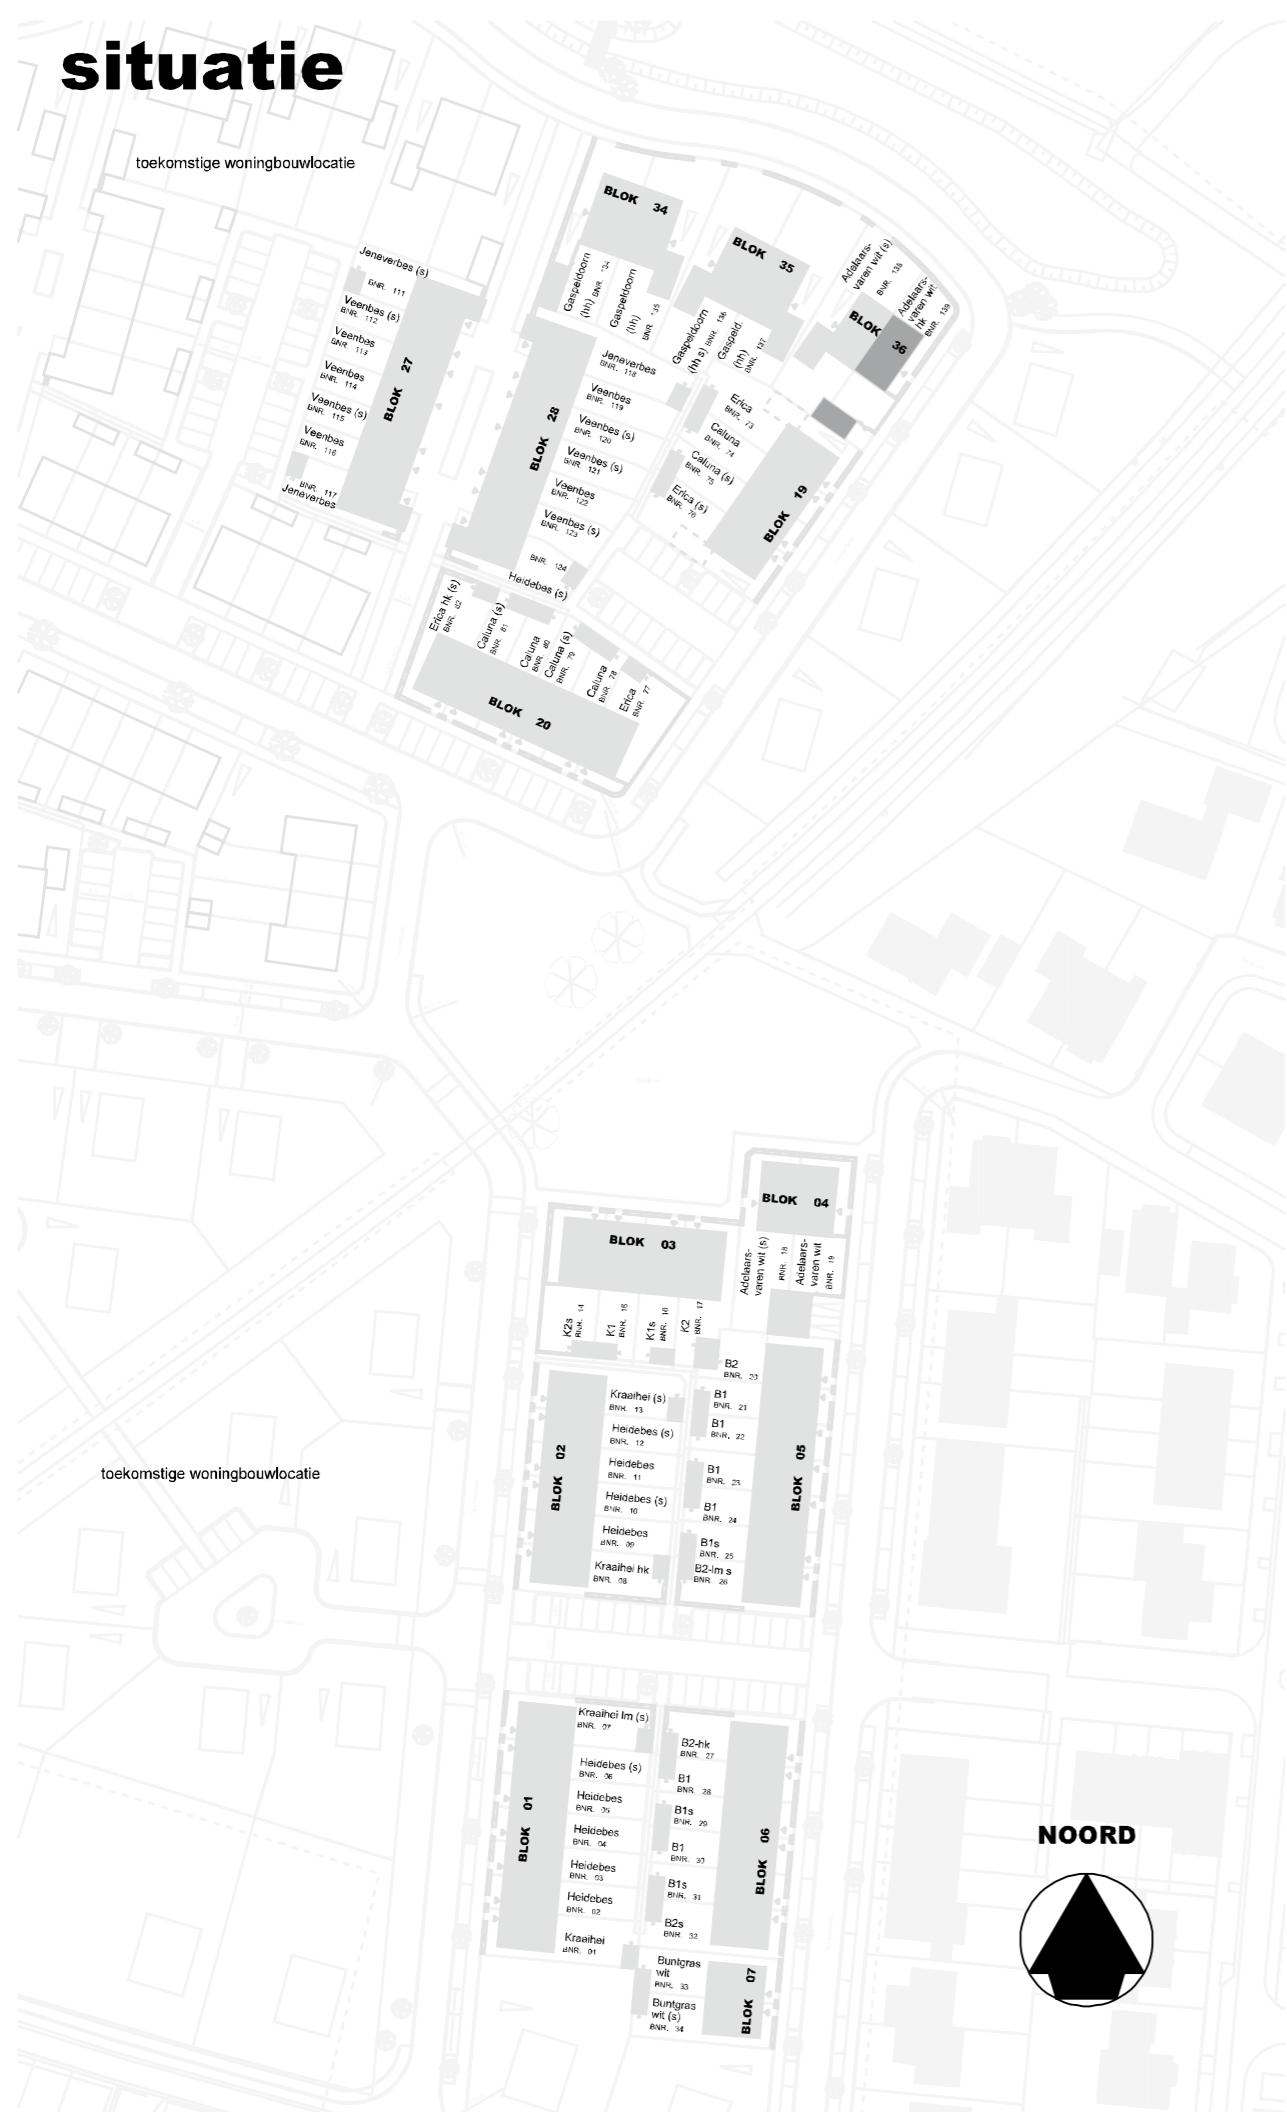 situatie
toekomstige woningbouwlocatie
BLOK 34
Gaspeldoorn
(hh) BNR. 134
Gaspeldoorn
(hh)
BNR. 135
BLOK 35
Gaspeldoorn
(hh s) BNR. 136
Gaspeld.
(hh)
BNR. 137
Adelaars-
varen wit (s)
BNR. 138
Adelaars-
varen wit
hk
BNR. 139
BLOK 36
Jeneverbes (s)
BNR. 111
Veenbes (s)
BNR. 112
Veenbes
BNR. 113
Veenbes
BNR. 114
Veenbes (s)
BNR. 115
Veenbes
BNR. 116
BNR. 117
Jeneverbes
BLOK 27
BLOK 28
Jeneverbes
BNR. 118
Veenbes
BNR. 119
Veenbes (s)
BNR. 120
Veenbes (s)
BNR. 121
Veenbes
BNR. 122
Veenbes (s)
BNR. 123
BNR. 124
Heidebes (s)
Erica
BNR. 73
Caluna
BNR. 74
Caluna (s)
BNR. 75
Erica (s)
BNR. 76
BLOK 19
Erica hk (s)
BNR. 82
Caluna (s)
BNR. 81
Caluna
BNR. 80
Caluna (s)
BNR. 79
Caluna
BNR. 78
Erica
BNR. 77
BLOK 20
BLOK 04
Adelaars-
varen wit (s)
BNR. 18
Adelaars-
varen wit
BNR. 19
BLOK 03
K2s
BNR. 14
K1
BNR. 15
K1s
BNR. 16
K2
BNR. 17
BLOK 02
Kraaihei (s)
BNR. 13
Heidebes (s)
BNR. 12
Heidebes
BNR. 11
Heidebes (s)
BNR. 10
Heidebes
BNR. 09
Kraaihei hk
BNR. 08
B2
BNR. 20
B1
BNR. 21
B1
BNR. 22
B1
BNR. 23
B1
BNR. 24
B1s
BNR. 25
B2-lm s
BNR. 26
BLOK 05
toekomstige woningbouwlocatie
BLOK 01
Kraaihei lm (s)
BNR. 07
Heidebes (s)
BNR. 06
Heidebes
BNR. 05
Heidebes
BNR. 04
Heidebes
BNR. 03
Heidebes
BNR. 02
Kraaihei
BNR. 01
B2-hk
BNR. 27
B1
BNR. 28
B1s
BNR. 29
B1
BNR. 30
B1s
BNR. 31
B2s
BNR. 32
BLOK 06
Buntgras
wit
BNR. 33
Buntgras
wit (s)
BNR. 34
BLOK 07
NOORD